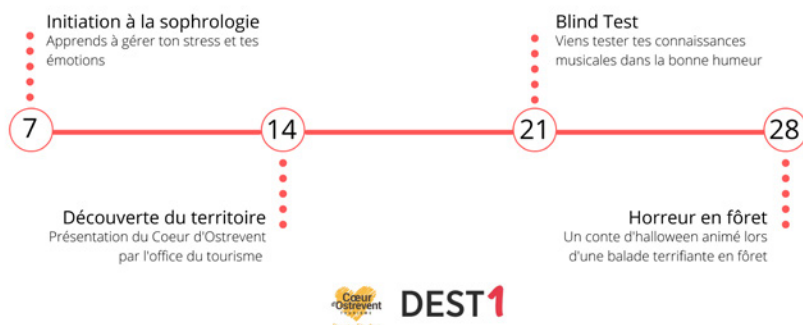 Initiation à la sophrologie
Apprends à gérer ton stress et tes
émotions
Blind Test
Viens tester tes connaissances
musicales dans la bonne humeur
7
14
21
28
Découverte du territoire
Présentation du Coeur d'Ostrevent
par l'office du tourisme
Horreur en fôret
Un conte d'halloween animé lors
d'une balade terrifiante en fôret
Cœur
d'Ostrevent
TOURISME
DEST1